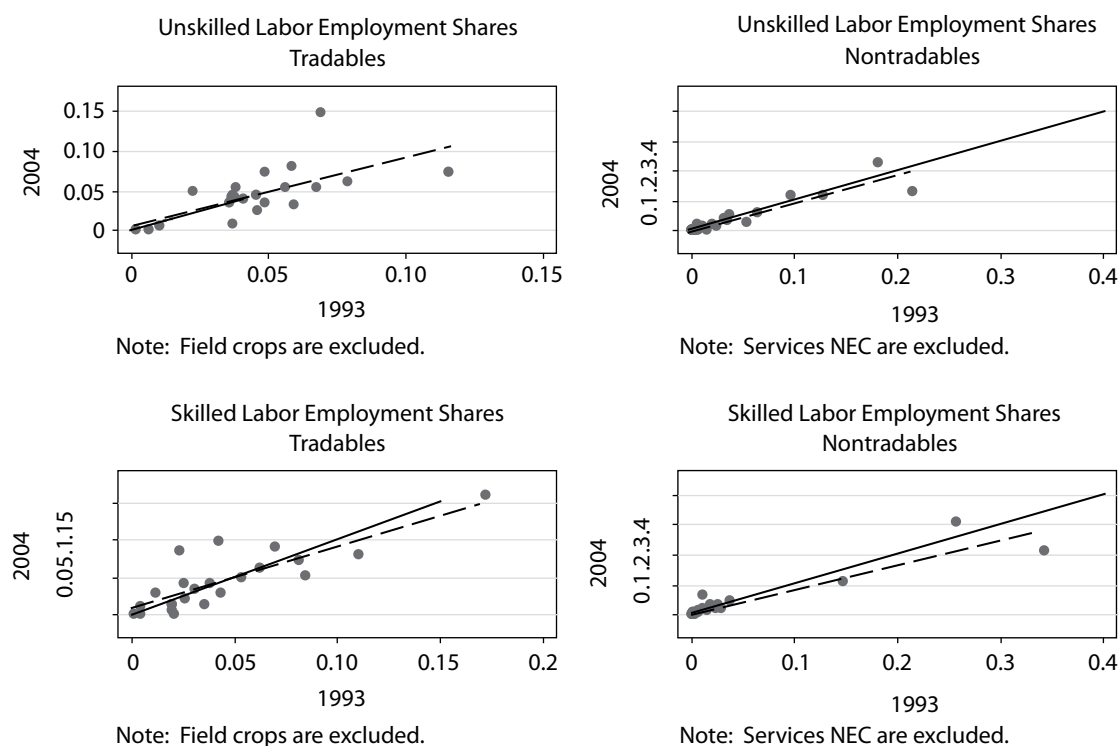 Unskilled Labor Employment Shares
Tradables
2004
0.15
0.10
0.05
0
0 0.05 0.10 0.15
1993
Note: Field crops are excluded.
Unskilled Labor Employment Shares
Nontradables
2004
0.1.2.3.4
0 0.1 0.2 0.3 0.4
1993
Note: Services NEC are excluded.
Skilled Labor Employment Shares
Tradables
2004
0.05.1.15
0 0.05 0.10 0.15 0.2
1993
Note: Field crops are excluded.
Skilled Labor Employment Shares
Nontradables
2004
0.1.2.3.4
0 0.1 0.2 0.3 0.4
1993
Note: Services NEC are excluded.